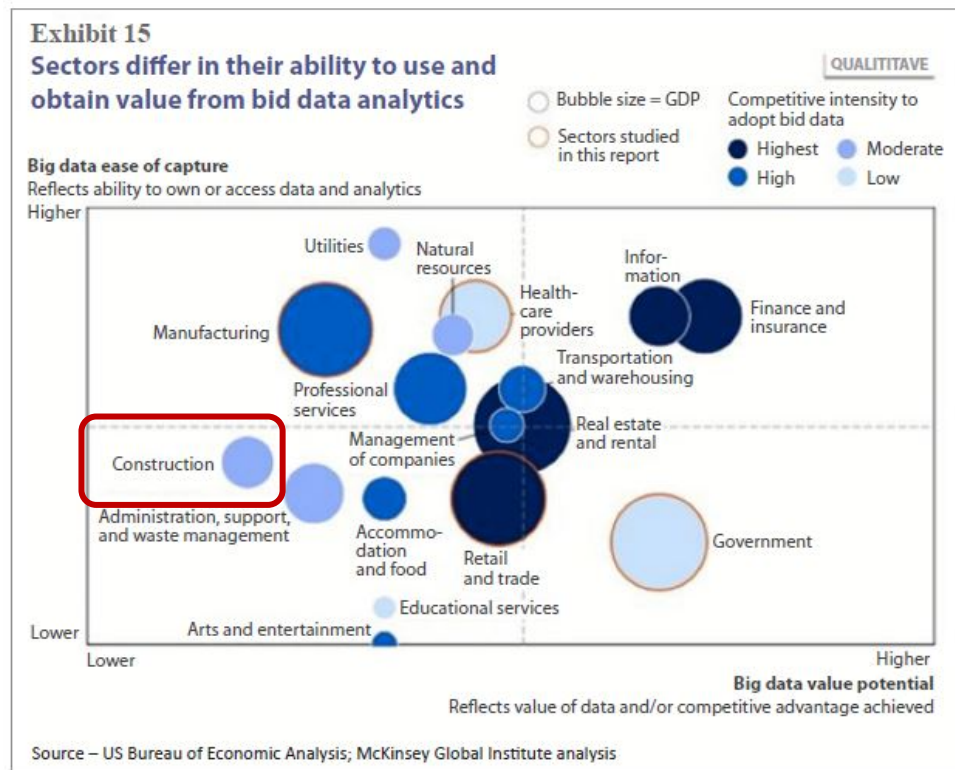 Exhibit 15
Sectors differ in their ability to use and
obtain value from bid data analytics
QUALITITAVE
Bubble size = GDP
Sectors studied
in this report
Competitive intensity to
adopt bid data
Highest
Moderate
High
Low
Big data ease of capture
Reflects ability to own or access data and analytics
Higher
Utilities
Natural
resources
Infor-
mation
Health-
care
providers
Finance and
insurance
Manufacturing
Transportation
and warehousing
Professional
services
Real estate
and rental
Management
of companies
Construction
Administration, support,
and waste management
Accommo-
dation
and food
Retail
and trade
Government
Educational services
Arts and entertainment
Lower
Lower
Higher
Big data value potential
Reflects value of data and/or competitive advantage achieved
Source – US Bureau of Economic Analysis; McKinsey Global Institute analysis